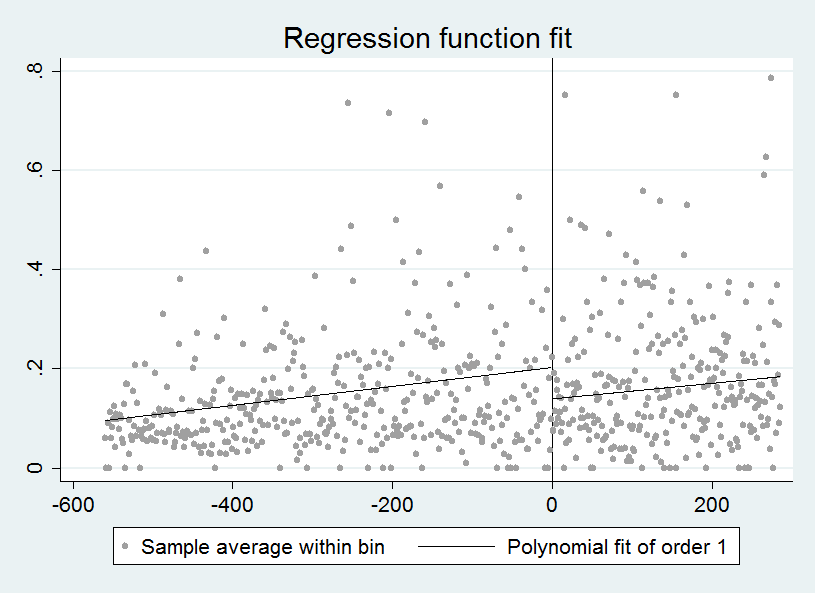 Regression function fit
.8
.6
.4
.2
0
-600 -400 -200 0 200
Sample average within bin Polynomial fit of order 1